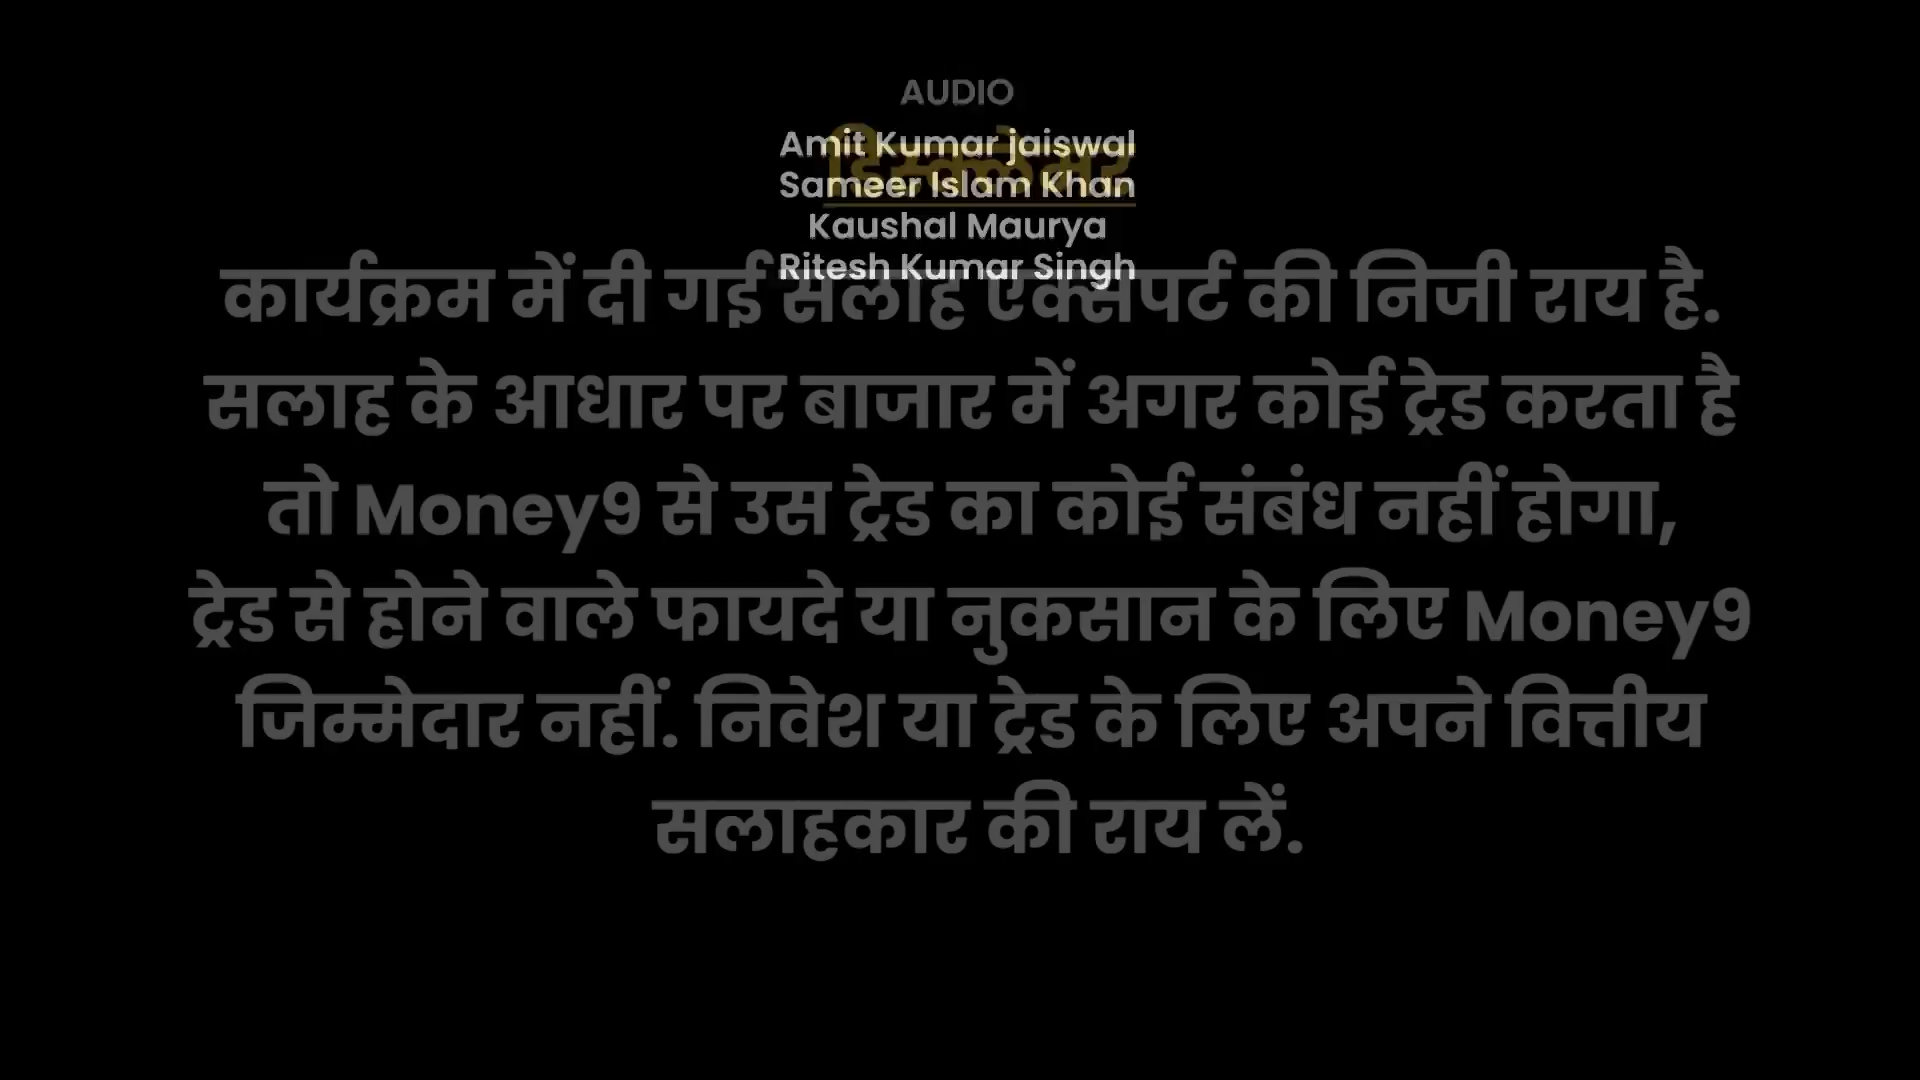 AUDIO
Amit Kumar jaiswal
डिस्क्लेमर
Sameer Islam Khan
Kaushal Maurya
Ritesh Kumar Singh
कार्यक्रम में दी गई सलाह एक्सपर्ट की निजी राय है.
सलाह के आधार पर बाजार में अगर कोई ट्रेड करता है
तो Money9 से उस ट्रेड का कोई संबंध नहीं होगा,
ट्रेड से होने वाले फायदे या नुकसान के लिए Money9
जिम्मेदार नहीं. निवेश या ट्रेड के लिए अपने वित्तीय
सलाहकार की राय लें.